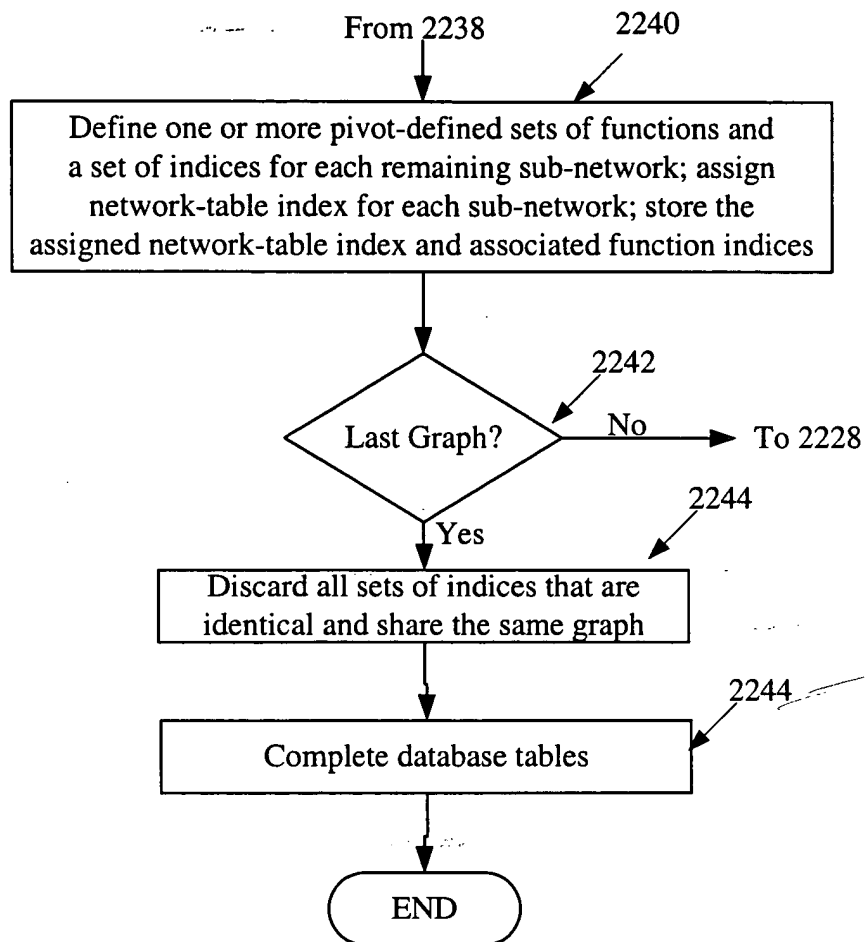 From 2238
2240
Define one or more pivot-defined sets of functions and
a set of indices for each remaining sub-network; assign
network-table index for each sub-network; store the
assigned network-table index and associated function indices
2242
Last Graph?
No
To 2228
Yes
2244
Discard all sets of indices that are
identical and share the same graph
2244
Complete database tables
END